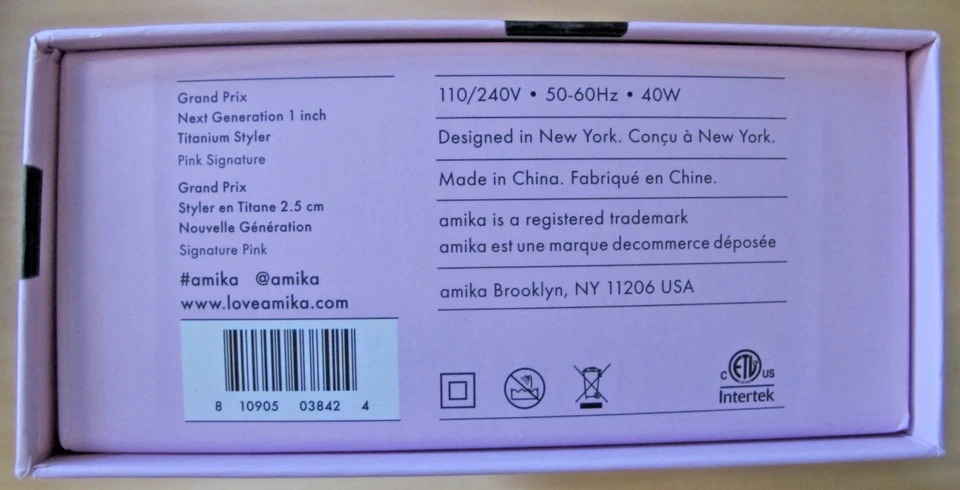 Grand Prix
Next Generation 1 inch
Titanium Styler
Pink Signature
Grand Prix
Styler en Titane 2.5 cm
Nouvelle Génération
Signature Pink
#amika @amika
www.loveamika.com
8 10905 03842 4
110/240V • 50-60Hz • 40W
Designed in New York. Conçu à New York.
Made in China. Fabriqué en Chine.
amika is a registered trademark
amika est une marque decommerce déposée
amika Brooklyn, NY 11206 USA
C ETL US
Intertek